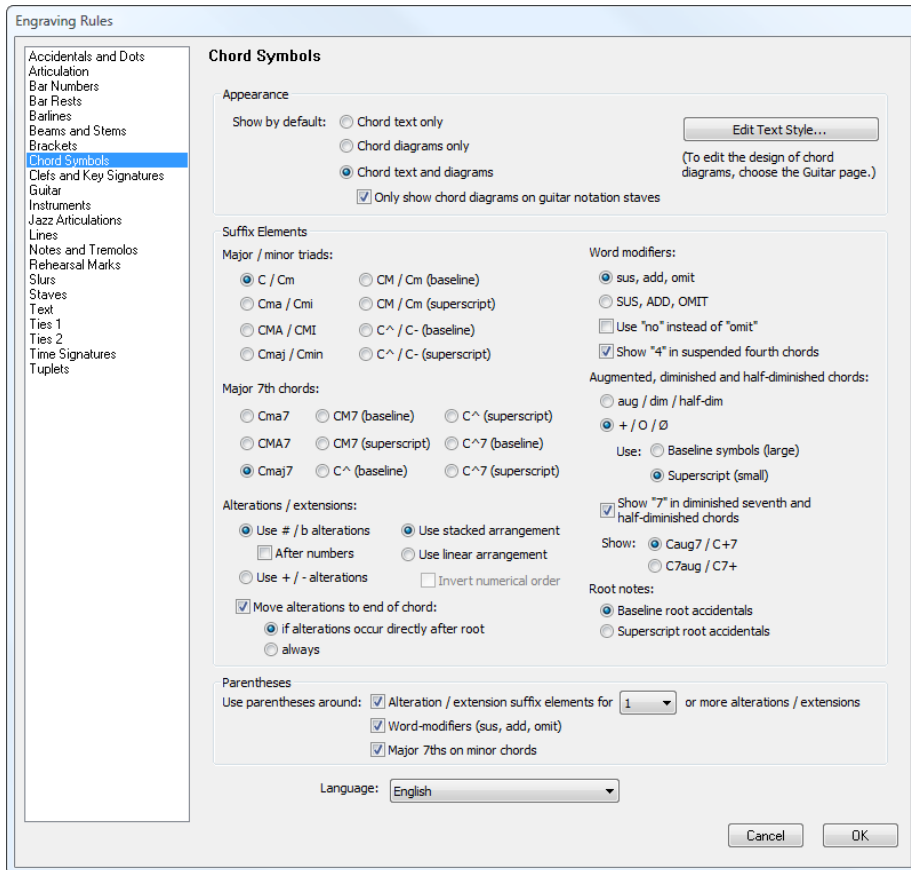 Engraving Rules
Accidentals and Dots
Articulation
Bar Numbers
Bar Rests
Barlines
Beams and Stems
Brackets
Chord Symbols
Clefs and Key Signatures
Guitar
Instruments
Jazz Articulations
Lines
Notes and Tremolos
Rehearsal Marks
Slurs
Staves
Text
Ties 1
Ties 2
Time Signatures
Tuplets
Chord Symbols
Appearance
Show by default:
Chord text only
Chord diagrams only
Chord text and diagrams
Only show chord diagrams on guitar notation staves
Edit Text Style...
(To edit the design of chord
diagrams, choose the Guitar page.)
Suffix Elements
Major / minor triads:
C / Cm
CM / Cm (baseline)
Cma / Cmi
CM / Cm (superscript)
CMA / CMI
C^ / C- (baseline)
Cmaj / Cmin
C^ / C- (superscript)
Major 7th chords:
Cma7
CM7 (baseline)
C^ (superscript)
CMA7
CM7 (superscript)
C^7 (baseline)
Cmaj7
C^ (baseline)
C^7 (superscript)
Alterations / extensions:
Use # / b alterations
Use stacked arrangement
After numbers
Use linear arrangement
Use + / - alterations
Invert numerical order
Move alterations to end of chord:
if alterations occur directly after root
always
Word modifiers:
sus, add, omit
SUS, ADD, OMIT
Use "no" instead of "omit"
Show "4" in suspended fourth chords
Augmented, diminished and half-diminished chords:
aug / dim / half-dim
+ / O / Ø
Use:
Baseline symbols (large)
Superscript (small)
Show "7" in diminished seventh and
half-diminished chords
Show:
Caug7 / C+7
C7aug / C7+
Root notes:
Baseline root accidentals
Superscript root accidentals
Parentheses
Use parentheses around:
Alteration / extension suffix elements for 1 or more alterations / extensions
Word-modifiers (sus, add, omit)
Major 7ths on minor chords
Language: English
Cancel
OK